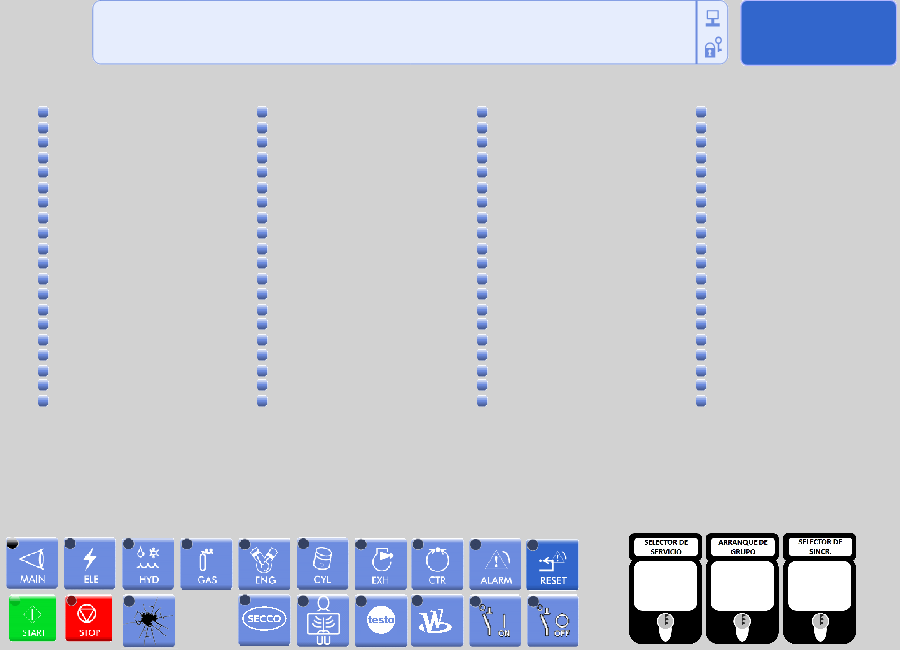 MAIN
ELE
HYD
GAS
ENG
CYL
EXH
CTR
ALARM
RESET
START
STOP
SECCO
testo
W
ON
OFF
SELECTOR DE
SERVICIO
ARRANQUE DE
GRUPO
SELECTOR DE
SINCR.